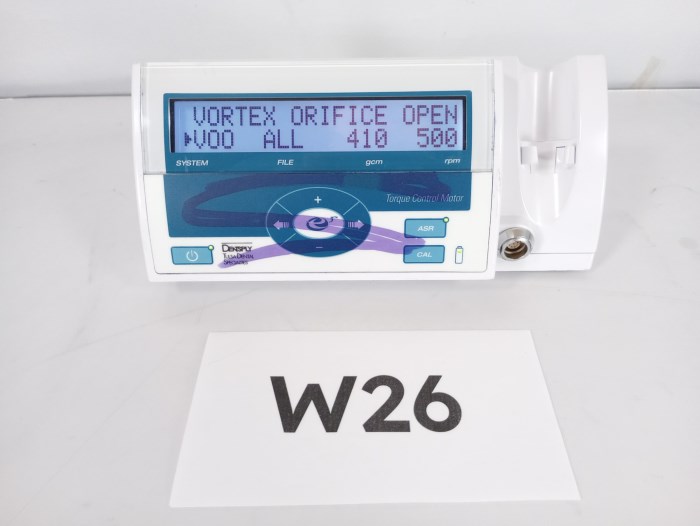 VORTEX ORIFICE OPEN
VOO ALL 410 500
SYSTEM FILE gcm rpm
Torque Control Motor
+
e3
−
ASR
CAL
DENTSPLY
TULSA DENTAL
SPECIALTIES
W26